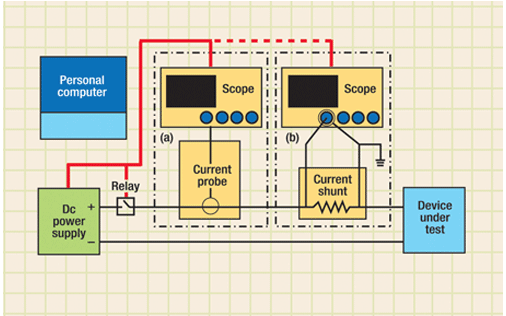 Personal
computer
Scope
Scope
(a)
(b)
Current
probe
Current
shunt
Relay
Dc
power
supply
+
–
Device
under
test